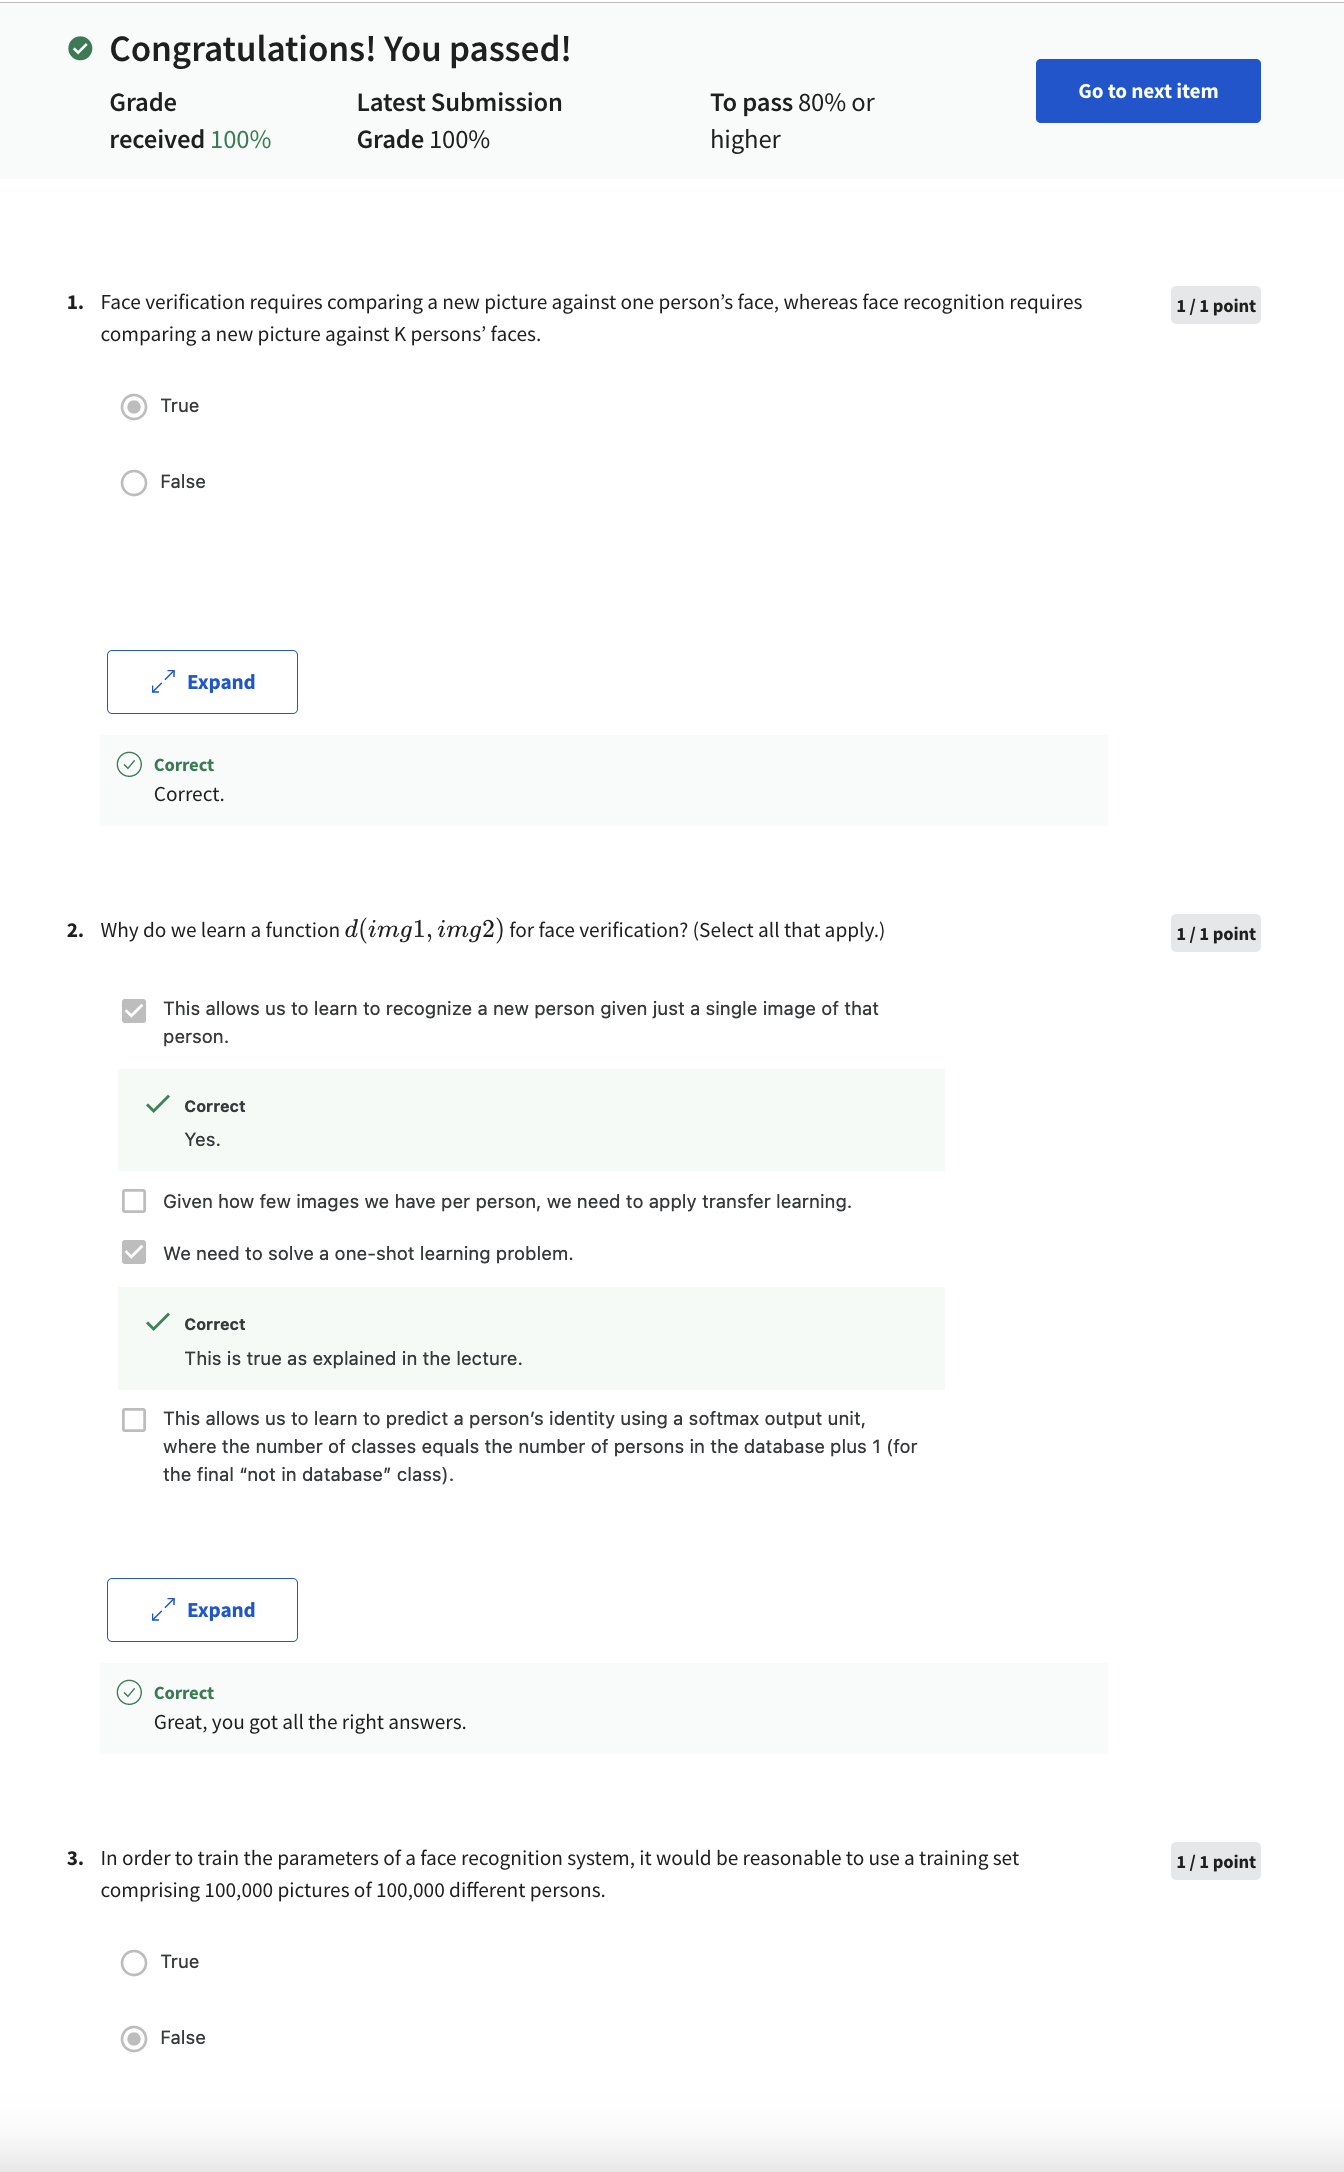 Congratulations! You passed!
Grade
received 100%
Latest Submission
Grade 100%
To pass 80% or
higher
Go to next item
1. Face verification requires comparing a new picture against one person’s face, whereas face recognition requires
comparing a new picture against K persons’ faces.
1 / 1 point
True
False
Expand
Correct
Correct.
2. Why do we learn a function d(img1, img2) for face verification? (Select all that apply.)
1 / 1 point
This allows us to learn to recognize a new person given just a single image of that
person.
Correct
Yes.
Given how few images we have per person, we need to apply transfer learning.
We need to solve a one-shot learning problem.
Correct
This is true as explained in the lecture.
This allows us to learn to predict a person’s identity using a softmax output unit,
where the number of classes equals the number of persons in the database plus 1 (for
the final “not in database” class).
Expand
Correct
Great, you got all the right answers.
3. In order to train the parameters of a face recognition system, it would be reasonable to use a training set
comprising 100,000 pictures of 100,000 different persons.
1 / 1 point
True
False